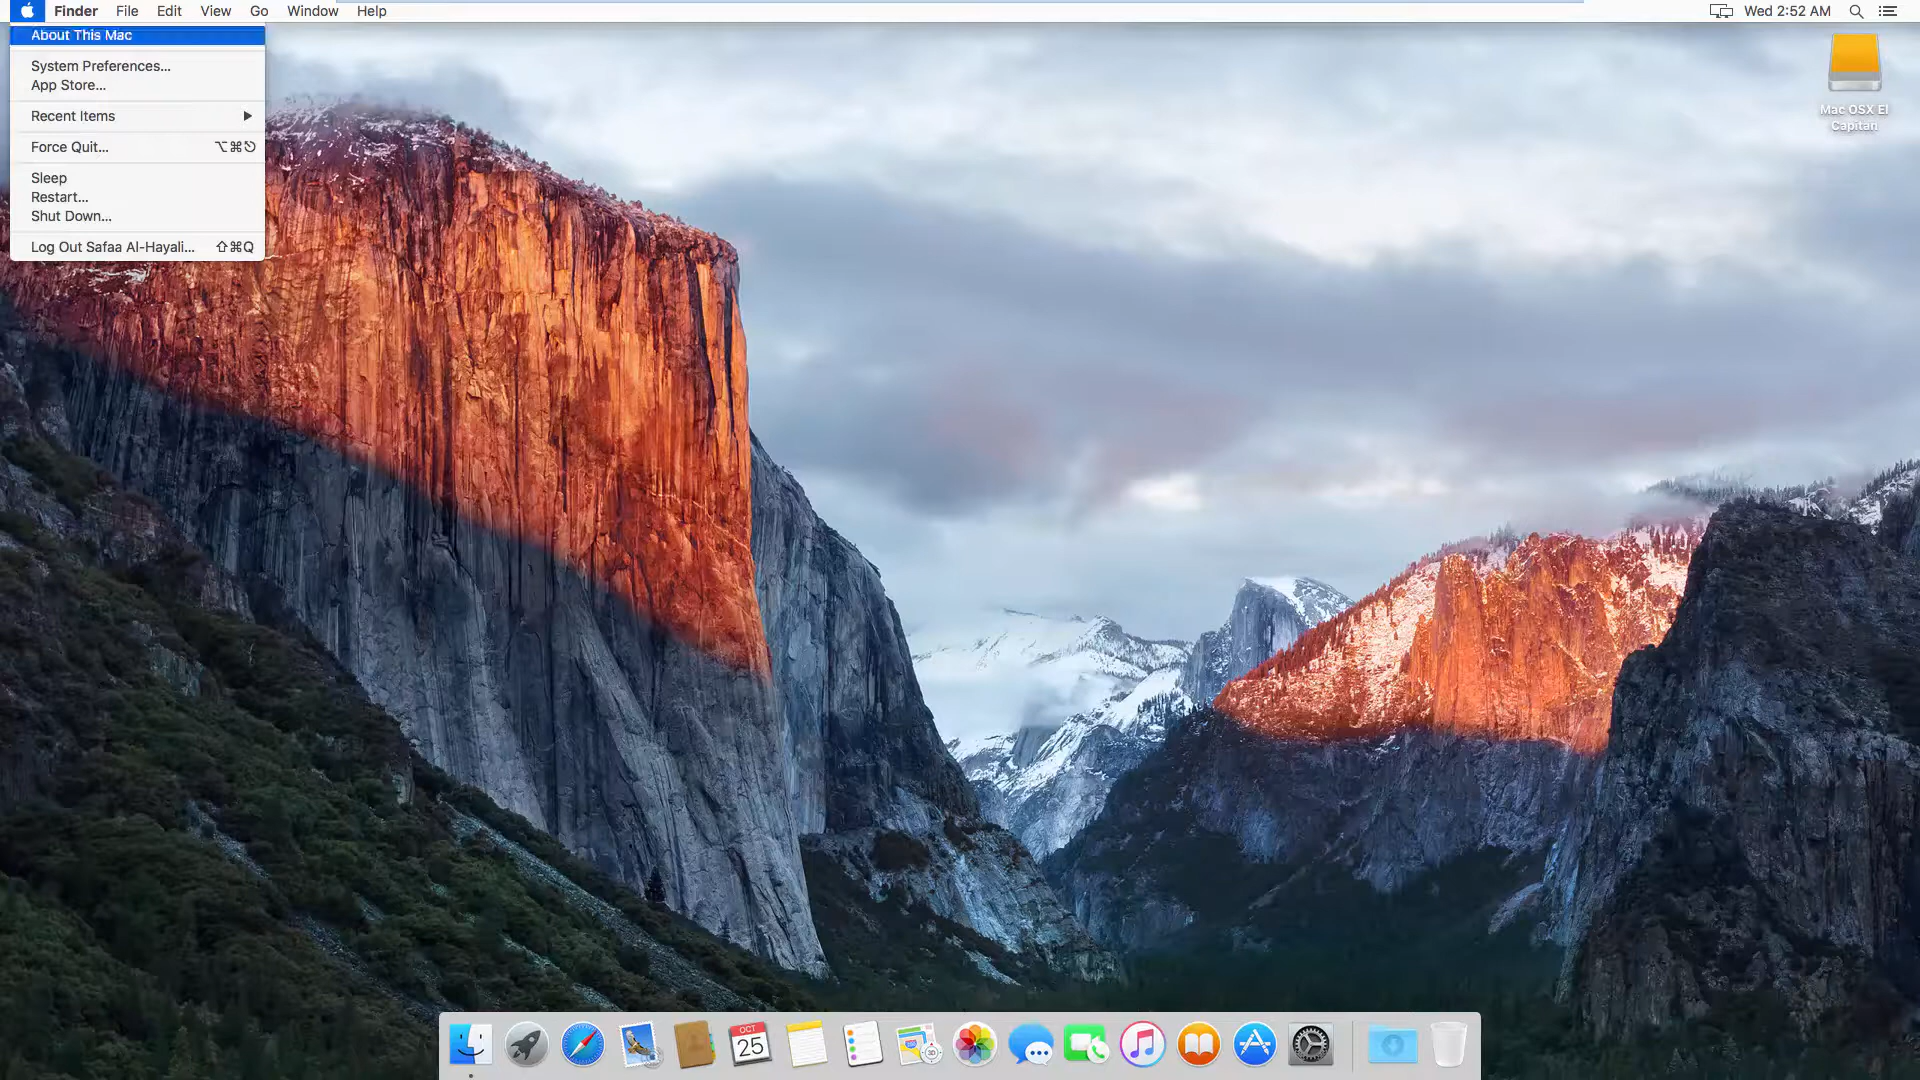 Finder File Edit View Go Window Help Wed 2:52 AM
About This Mac
System Preferences...
App Store...
Recent Items
Force Quit... ⌥⌘⎋
Sleep
Restart...
Shut Down...
Log Out Safaa Al-Hayali... ⇧⌘Q
Mac OSX El
Capitan
OCT
25
3D